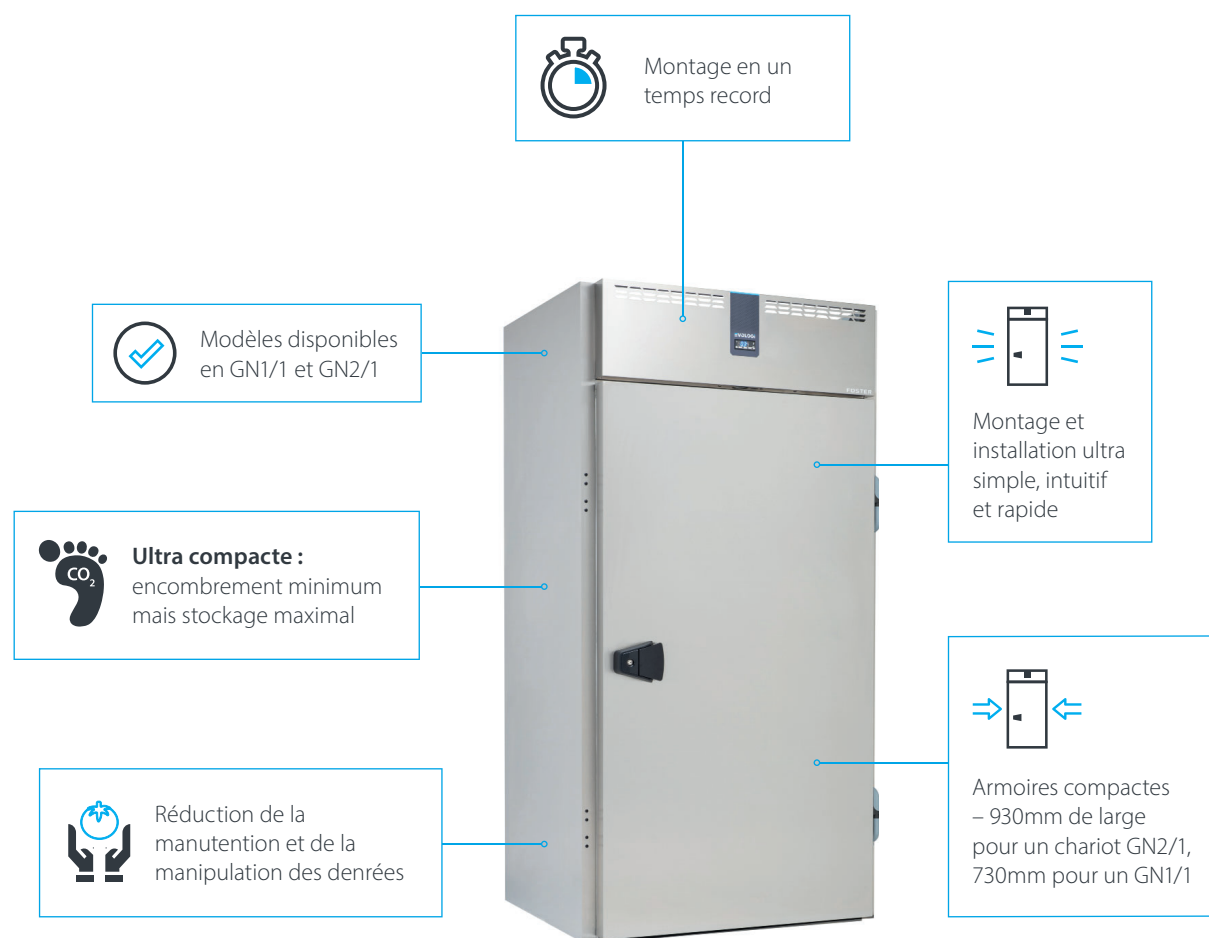 Montage en un
temps record
Modèles disponibles
en GN1/1 et GN2/1
Montage et
installation ultra
simple, intuitif
et rapide
CO2
Ultra compacte :
encombrement minimum
mais stockage maximal
Réduction de la
manutention et de la
manipulation des denrées
Armoires compactes
– 930mm de large
pour un chariot GN2/1,
730mm pour un GN1/1
FOSTER